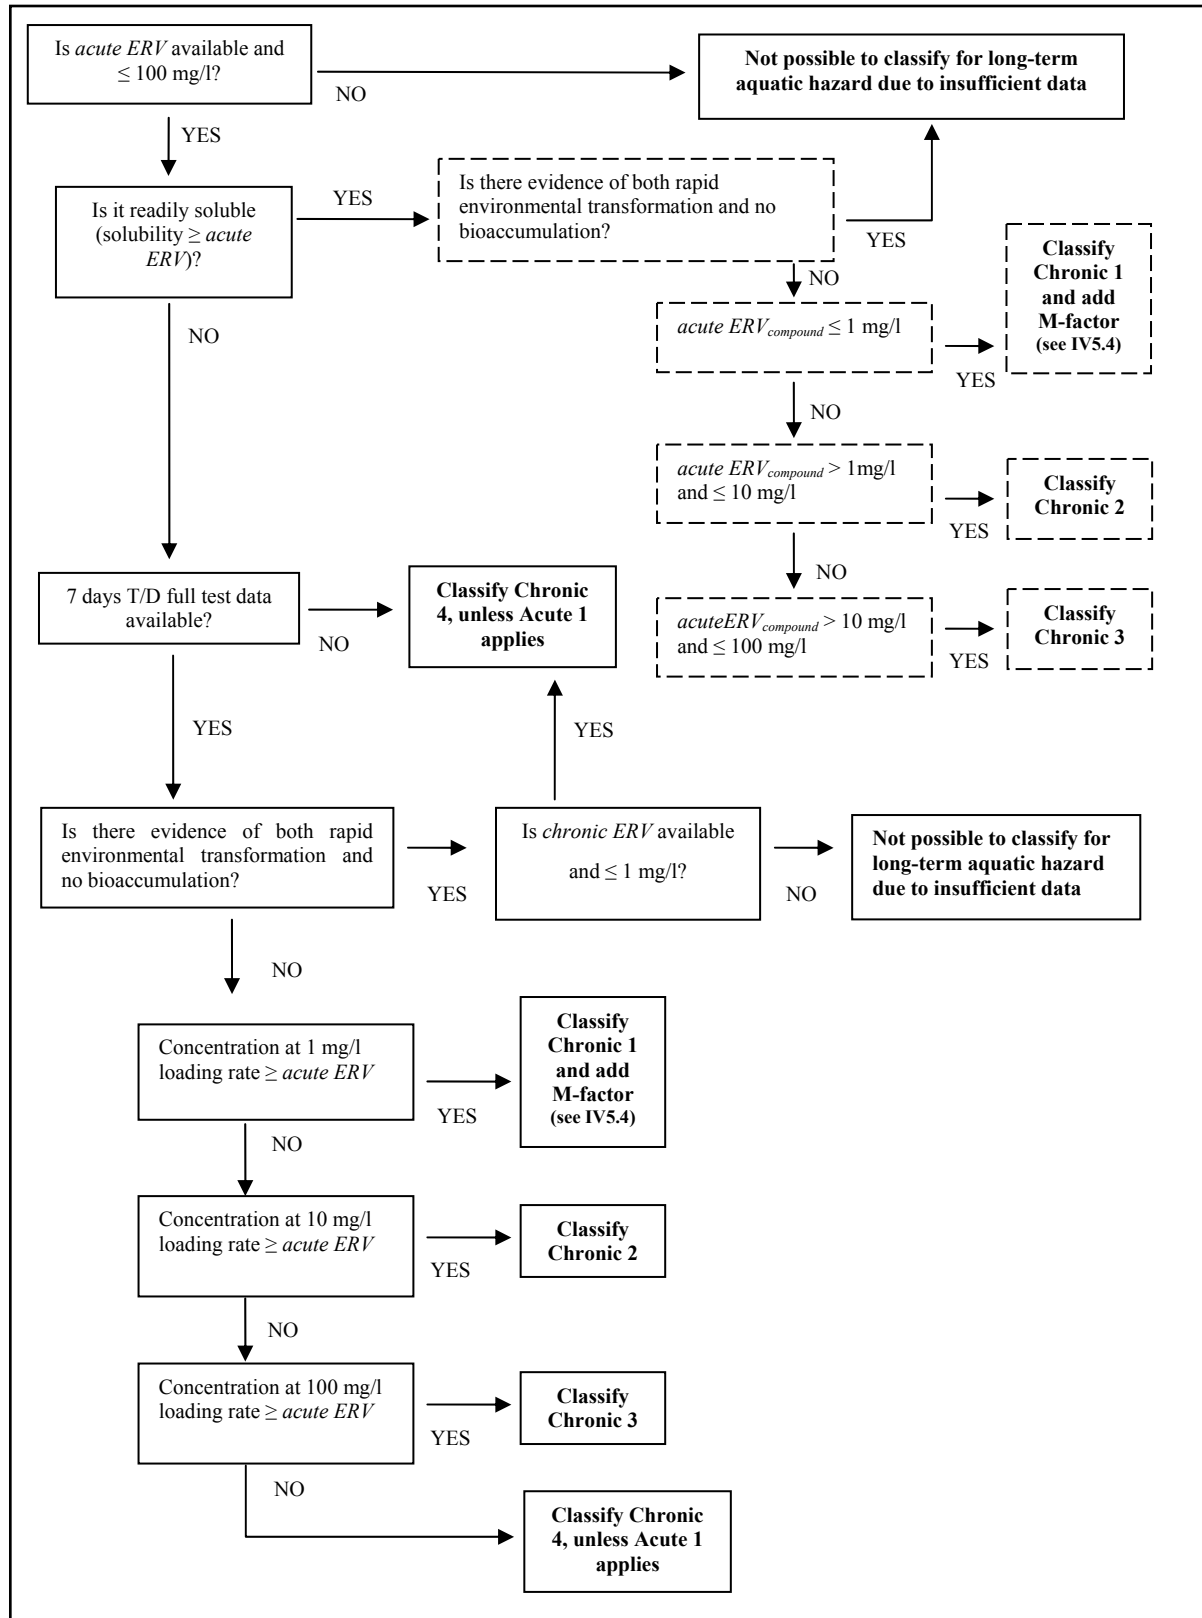 Is acute ERV available and
≤ 100 mg/l?
NO
Not possible to classify for long-term
aquatic hazard due to insufficient data
YES
Is it readily soluble
(solubility ≥ acute
ERV)?
YES
Is there evidence of both rapid
environmental transformation and no
bioaccumulation?
YES
NO
NO
acute ERVcompound ≤ 1 mg/l
YES
Classify
Chronic 1
and add
M-factor
(see IV5.4)
NO
acute ERVcompound > 1mg/l
and ≤ 10 mg/l
YES
Classify
Chronic 2
NO
acuteERVcompound > 10 mg/l
and ≤ 100 mg/l
YES
Classify
Chronic 3
7 days T/D full test data
available?
NO
Classify Chronic
4, unless Acute 1
applies
YES
YES
Is there evidence of both rapid
environmental transformation and
no bioaccumulation?
YES
Is chronic ERV available
and ≤ 1 mg/l?
NO
Not possible to classify for
long-term aquatic hazard
due to insufficient data
NO
Concentration at 1 mg/l
loading rate ≥ acute ERV
YES
Classify
Chronic 1
and add
M-factor
(see IV5.4)
NO
Concentration at 10 mg/l
loading rate ≥ acute ERV
YES
Classify
Chronic 2
NO
Concentration at 100 mg/l
loading rate ≥ acute ERV
YES
Classify
Chronic 3
NO
Classify Chronic
4, unless Acute 1
applies